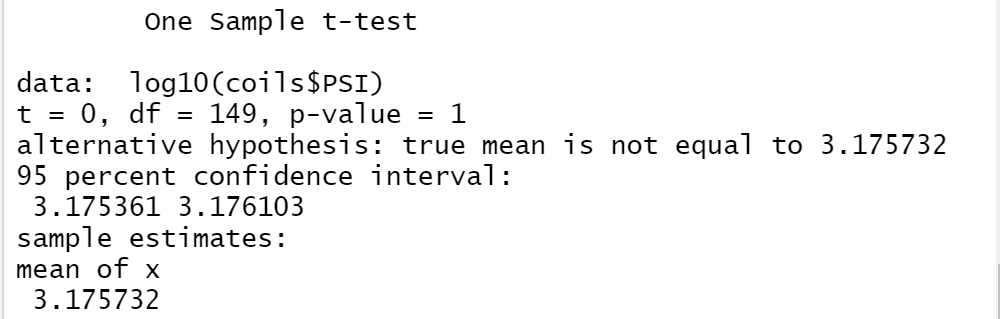 One Sample t-test
data:  log10(coils$PSI)
t = 0, df = 149, p-value = 1
alternative hypothesis: true mean is not equal to 3.175732
95 percent confidence interval:
3.175361 3.176103
sample estimates:
mean of x
3.175732